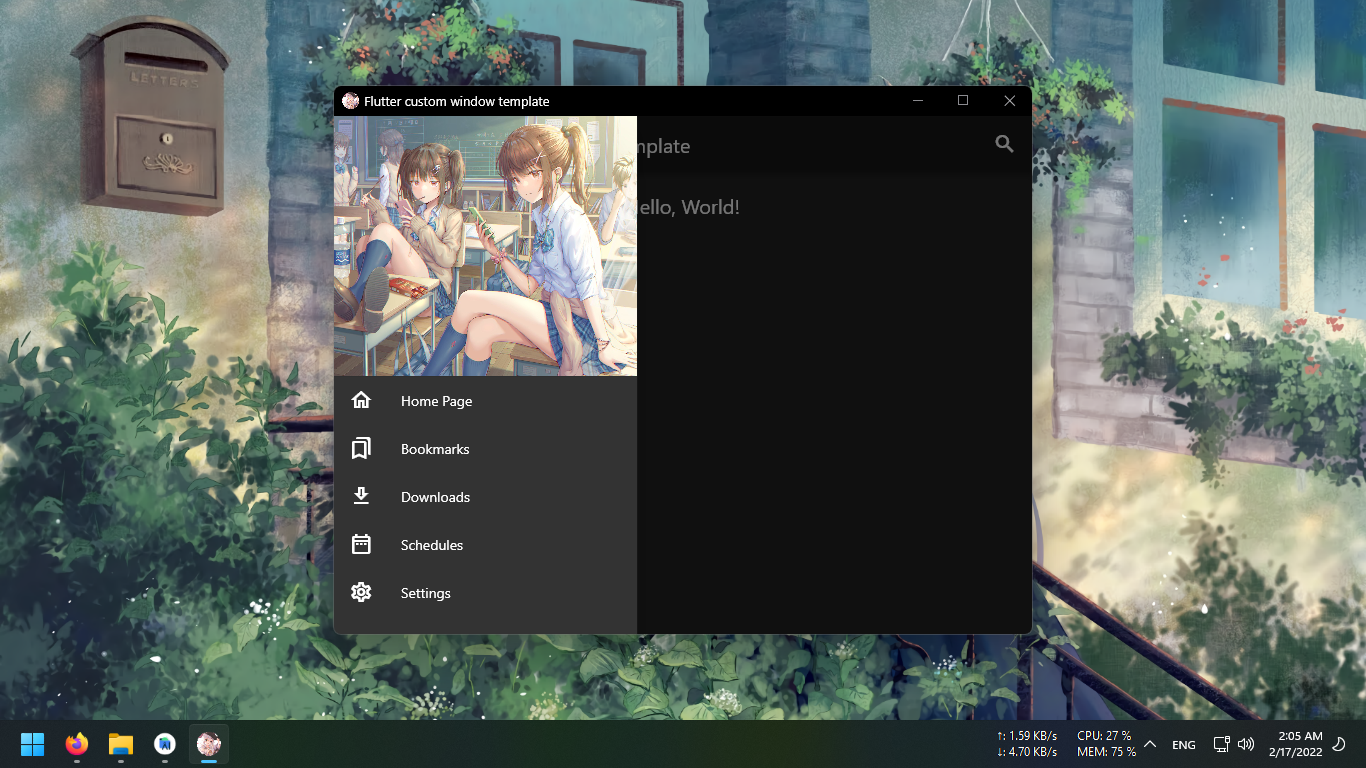 LETTERS
Flutter custom window template
mplate
ello, World!
Home Page
Bookmarks
Downloads
Schedules
Settings
↑: 1.59 KB/s
↓: 4.70 KB/s
CPU: 27 %
MEM: 75 %
ENG
2:05 AM
2/17/2022